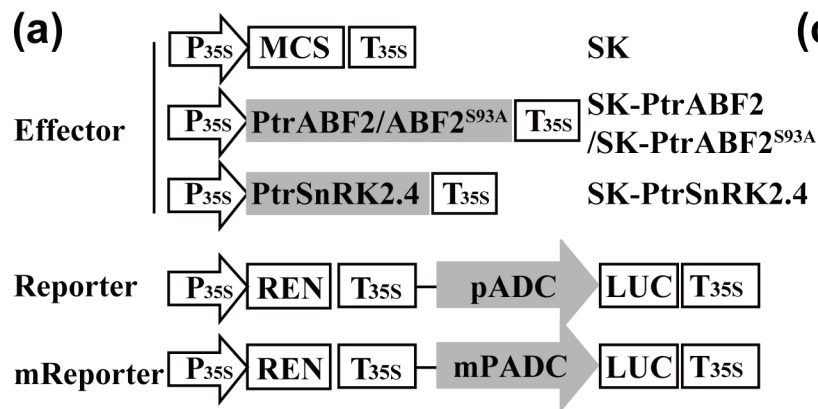 (a)
P35S MCS T35S SK
Effector P35S PtrABF2/ABF2S93A T35S SK-PtrABF2
/SK-PtrABF2S93A
P35S PtrSnRK2.4 T35S SK-PtrSnRK2.4
Reporter P35S REN T35S pADC LUC T35S
mReporter P35S REN T35S mPADC LUC T35S